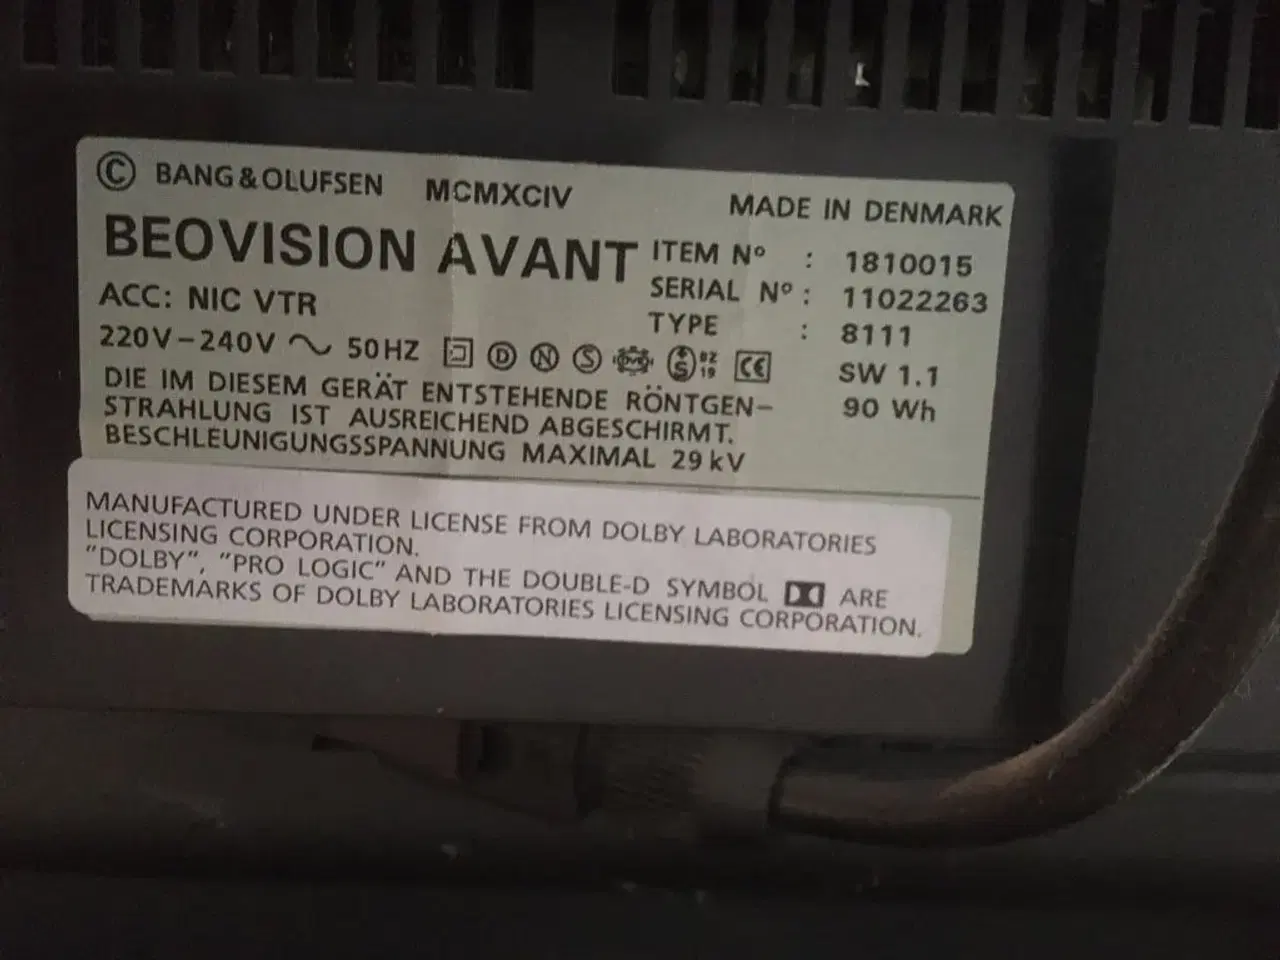 © BANG & OLUFSEN MCMXCIV MADE IN DENMARK
BEOVISION AVANT
ITEM Nº : 1810015
ACC: NIC VTR
SERIAL Nº : 11022263
TYPE : 8111
220V – 240V ~ 50HZ D N S CE
SW 1.1
90 Wh
DIE IM DIESEM GERÄT ENTSTEHENDE RÖNTGEN–
STRAHLUNG IST AUSREICHEND ABGESCHIRMT.
BESCHLEUNIGUNGSSPANNUNG MAXIMAL 29 kV
MANUFACTURED UNDER LICENSE FROM DOLBY LABORATORIES
LICENSING CORPORATION.
"DOLBY", "PRO LOGIC" AND THE DOUBLE-D SYMBOL ARE
TRADEMARKS OF DOLBY LABORATORIES LICENSING CORPORATION.